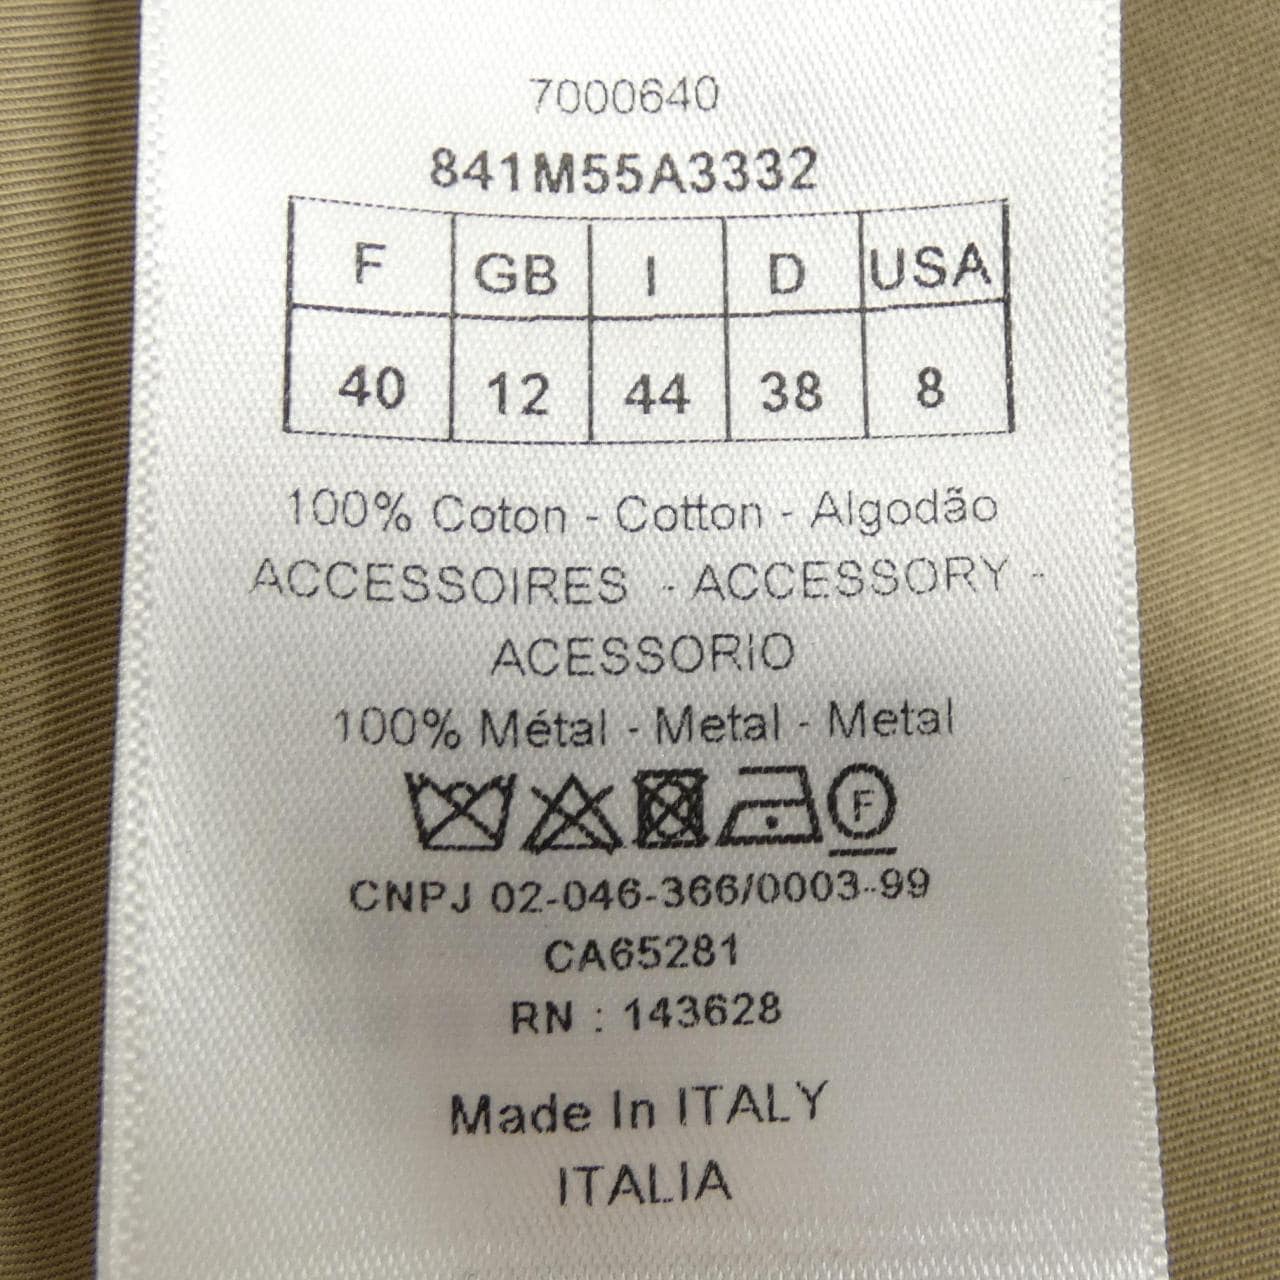 7000640
841M55A3332
F GB I D USA
40 12 44 38 8
100% Coton - Cotton - Algodão
ACCESSOIRES - ACCESSORY -
ACESSORIO
100% Métal - Metal - Metal
F
CNPJ 02-046-366/0003-99
CA65281
RN : 143628
Made In ITALY
ITALIA